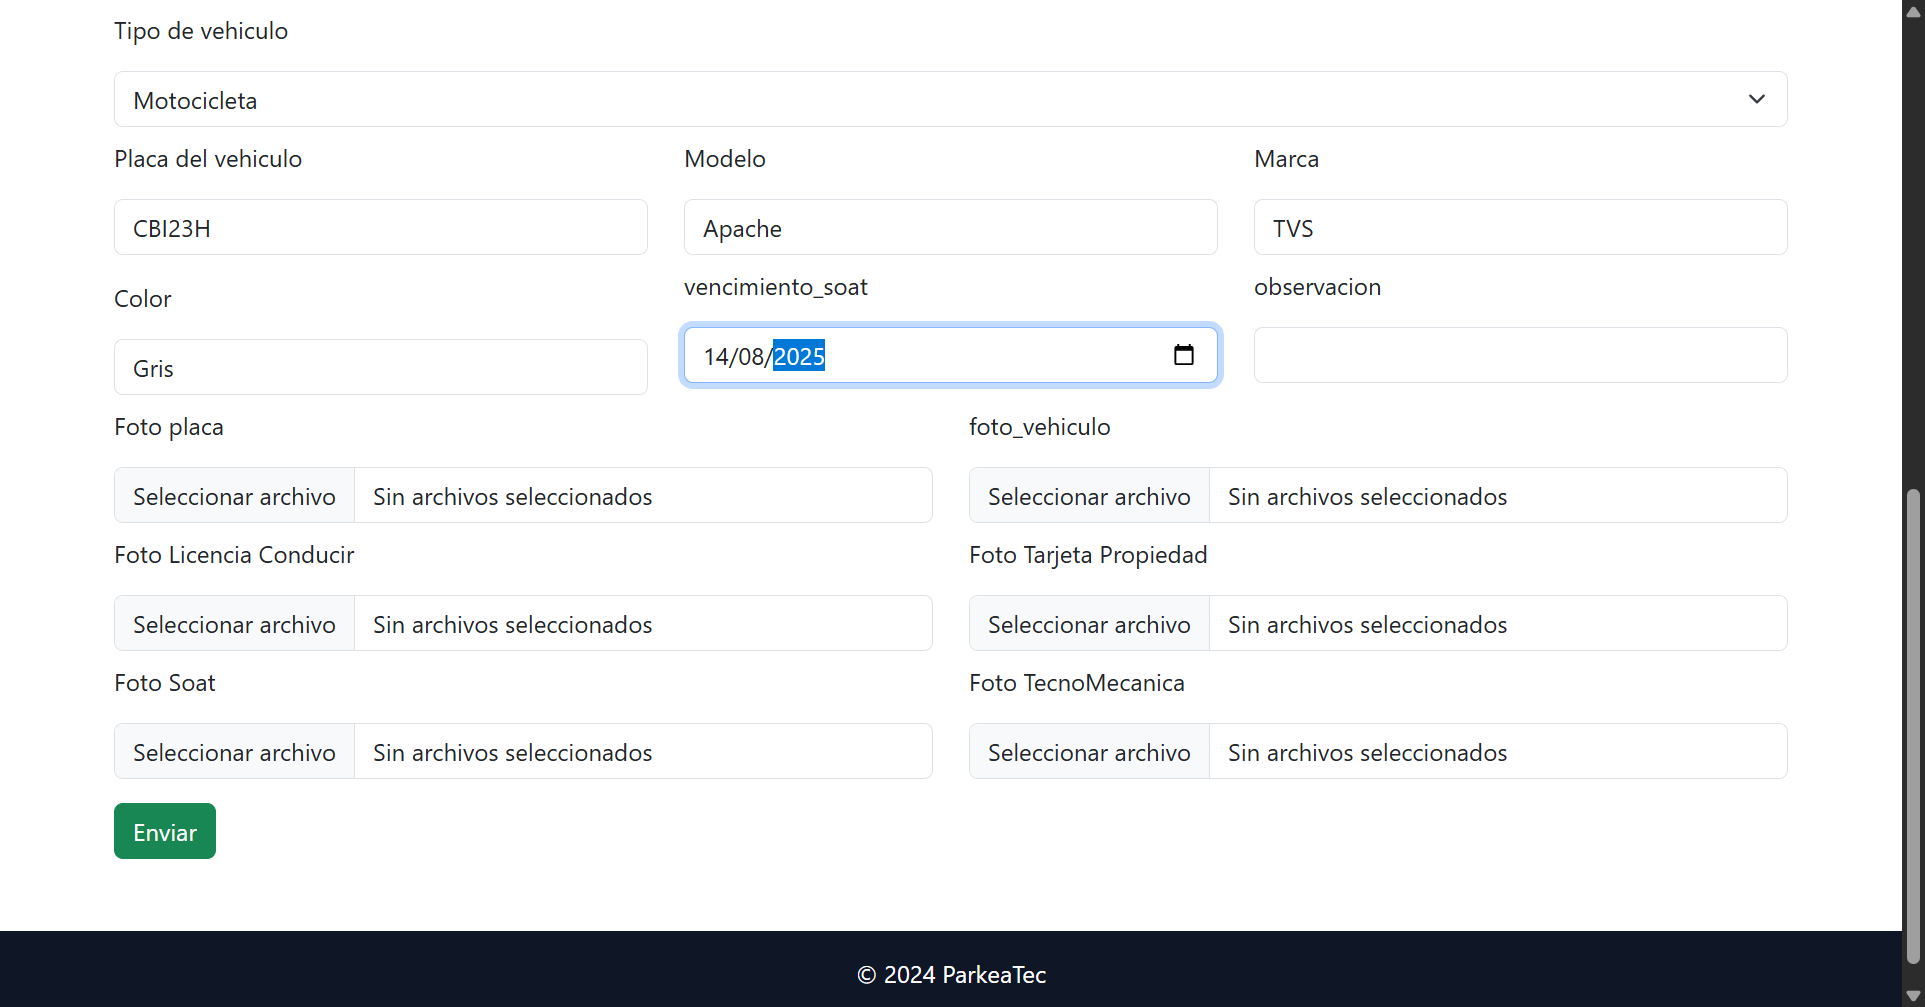 Tipo de vehiculo
Motocicleta
Placa del vehiculo Modelo Marca
CBI23H Apache TVS
Color vencimiento_soat observacion
Gris 14/08/2025
Foto placa foto_vehiculo
Seleccionar archivo Sin archivos seleccionados Seleccionar archivo Sin archivos seleccionados
Foto Licencia Conducir Foto Tarjeta Propiedad
Seleccionar archivo Sin archivos seleccionados Seleccionar archivo Sin archivos seleccionados
Foto Soat Foto TecnoMecanica
Seleccionar archivo Sin archivos seleccionados Seleccionar archivo Sin archivos seleccionados
Enviar
© 2024 ParkeaTec